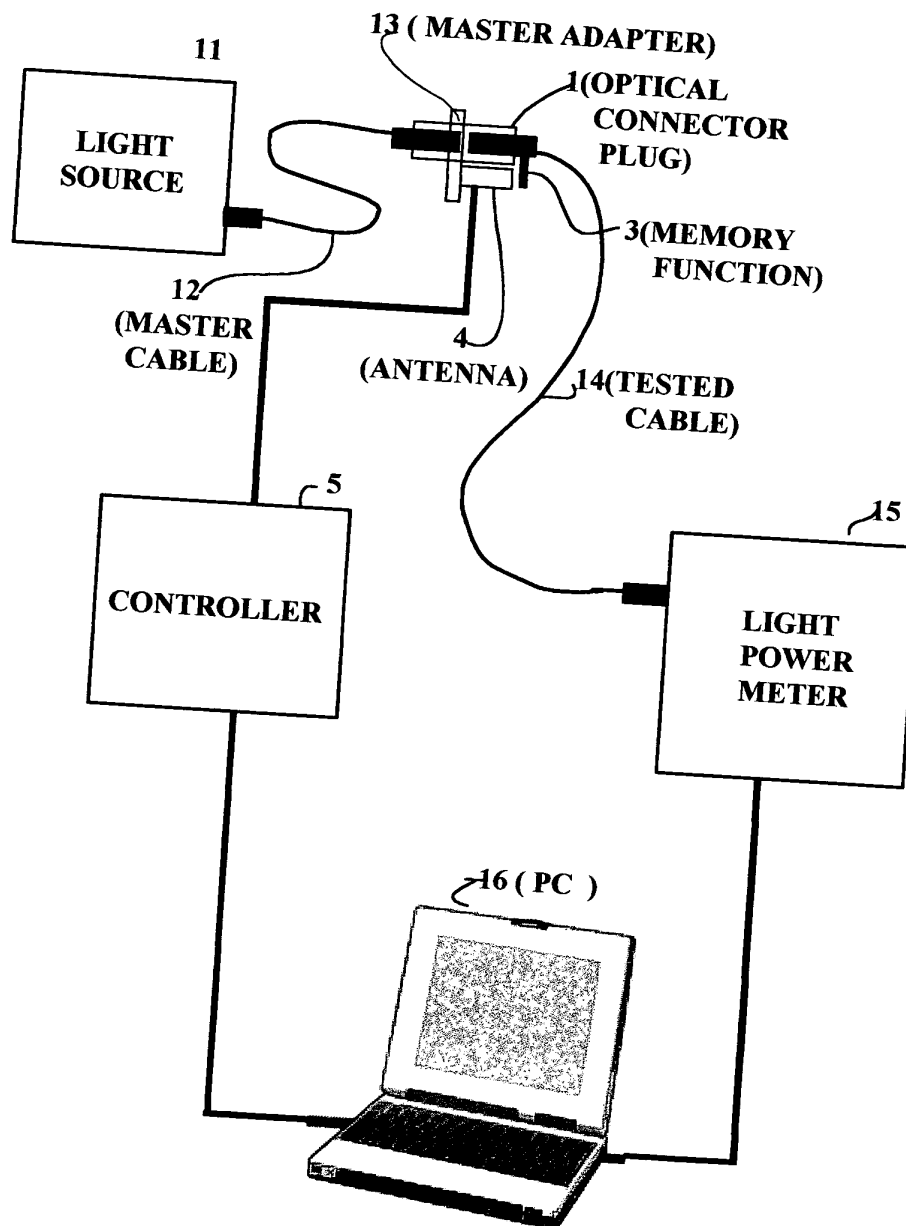 13 ( MASTER ADAPTER)
11
1(OPTICAL
CONNECTOR
PLUG)
LIGHT
SOURCE
3(MEMORY
FUNCTION)
12
(MASTER
CABLE)
4
(ANTENNA)
14(TESTED
CABLE)
5
15
CONTROLLER
LIGHT
POWER
METER
16 ( PC )